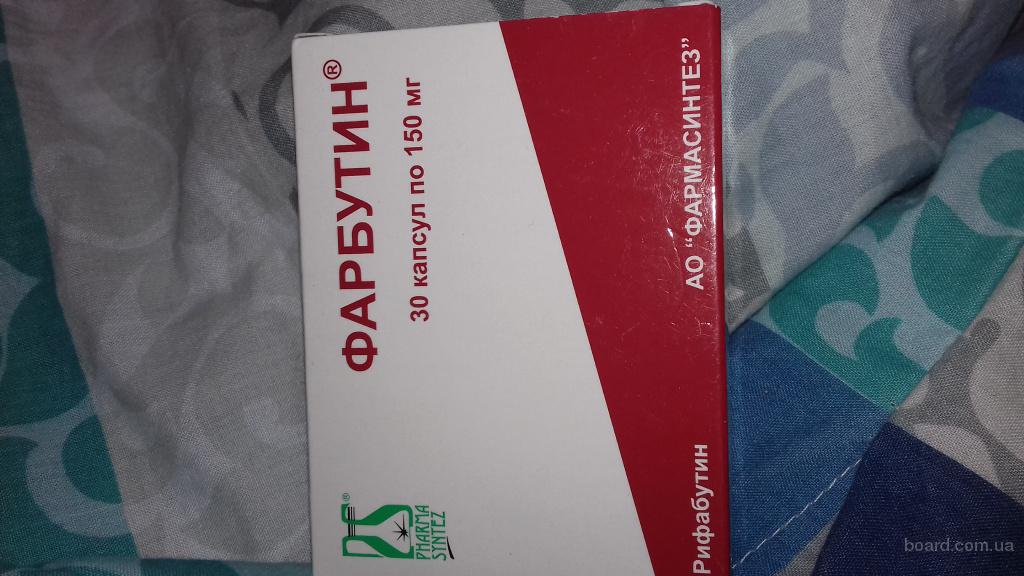 ФАРБУТИН®
30 капсул по 150 мг
PHARMA
SINTEZ
®
Рифабутин
АО “ФАРМАСИНТЕЗ”
board.com.ua